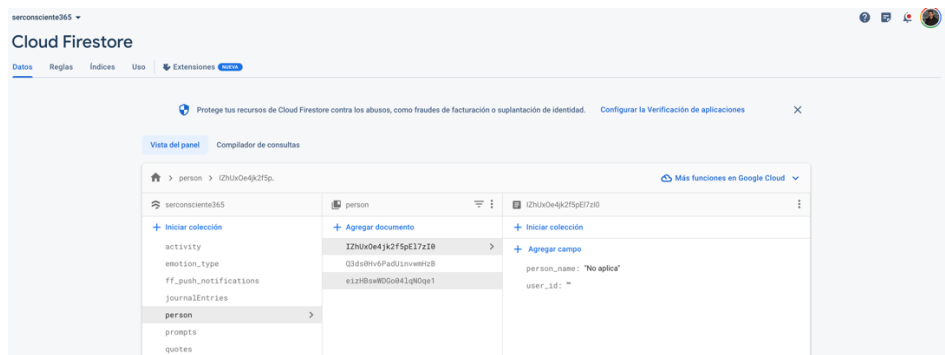 serconsciente365
Cloud Firestore
Datos Reglas Índices Uso Extensiones NUEVA
Protege tus recursos de Cloud Firestore contra los abusos, como fraudes de facturación o suplantación de identidad. Configurar la Verificación de aplicaciones
Vista del panel Compilador de consultas
> person > IZhUxOe4jk2f5p.. Más funciones en Google Cloud
serconsciente365 person IZhUxOe4jk2f5pEl7zI0
+ Iniciar colección + Agregar documento + Iniciar colección
activity IZhUxOe4jk2f5pEl7zI0 > + Agregar campo
emotion_type Q3ds0Hv6PadUinvwmHzB person_name: "No aplica"
ff_push_notifications eizHBswWDGo04lqNOqe1 user_id: ""
journalEntries
person >
prompts
quotes